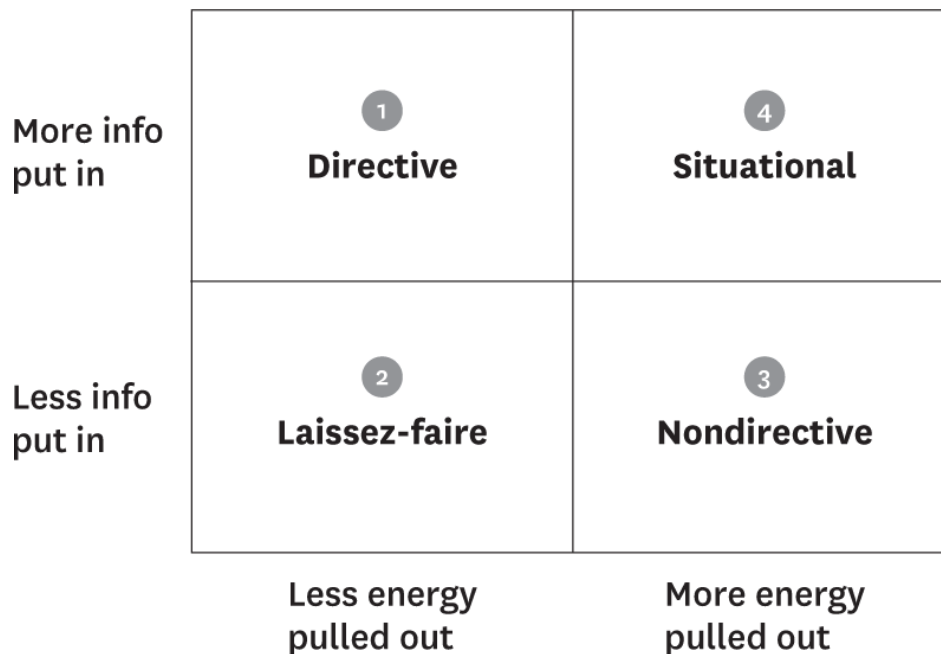 More info
put in
1
Directive
4
Situational
Less info
put in
2
Laissez-faire
3
Nondirective
Less energy
pulled out
More energy
pulled out